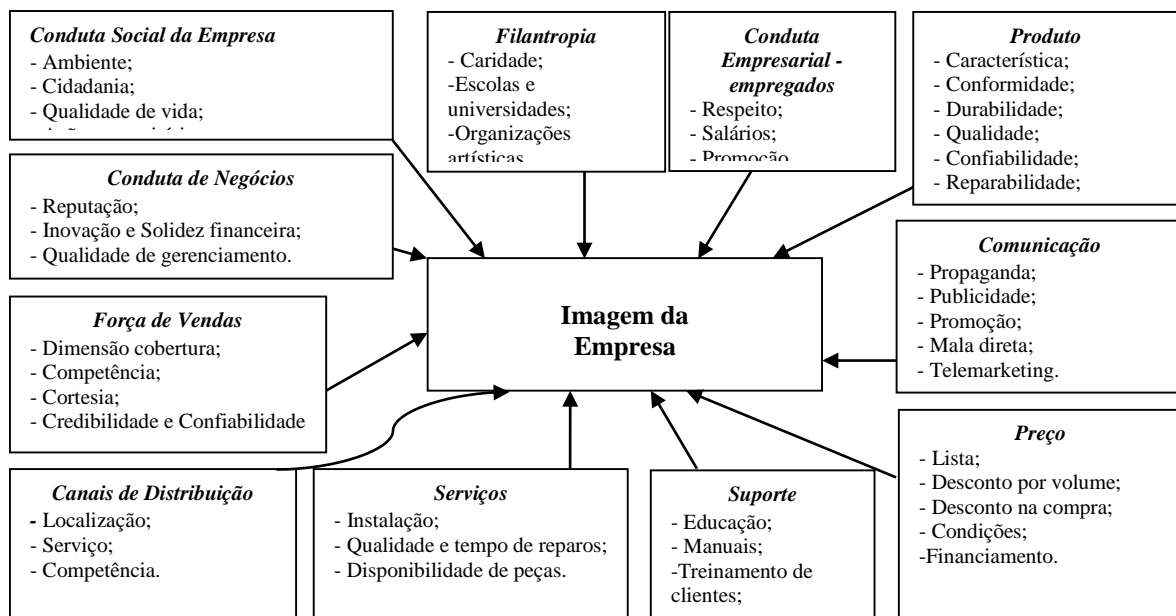 Conduta Social da Empresa
- Ambiente;
- Cidadania;
- Qualidade de vida;
Filantropia
- Caridade;
-Escolas e
universidades;
-Organizações
artísticas
Conduta
Empresarial -
empregados
- Respeito;
- Salários;
- Promoção
Produto
- Característica;
- Conformidade;
- Durabilidade;
- Qualidade;
- Confiabilidade;
- Reparabilidade;
Conduta de Negócios
- Reputação;
- Inovação e Solidez financeira;
- Qualidade de gerenciamento.
Imagem da
Empresa
Comunicação
- Propaganda;
- Publicidade;
- Promoção;
- Mala direta;
- Telemarketing.
Força de Vendas
- Dimensão cobertura;
- Competência;
- Cortesia;
- Credibilidade e Confiabilidade
Preço
- Lista;
- Desconto por volume;
- Desconto na compra;
- Condições;
-Financiamento.
Canais de Distribuição
- Localização;
- Serviço;
- Competência.
Serviços
- Instalação;
- Qualidade e tempo de reparos;
- Disponibilidade de peças.
Suporte
- Educação;
- Manuais;
-Treinamento de
clientes;